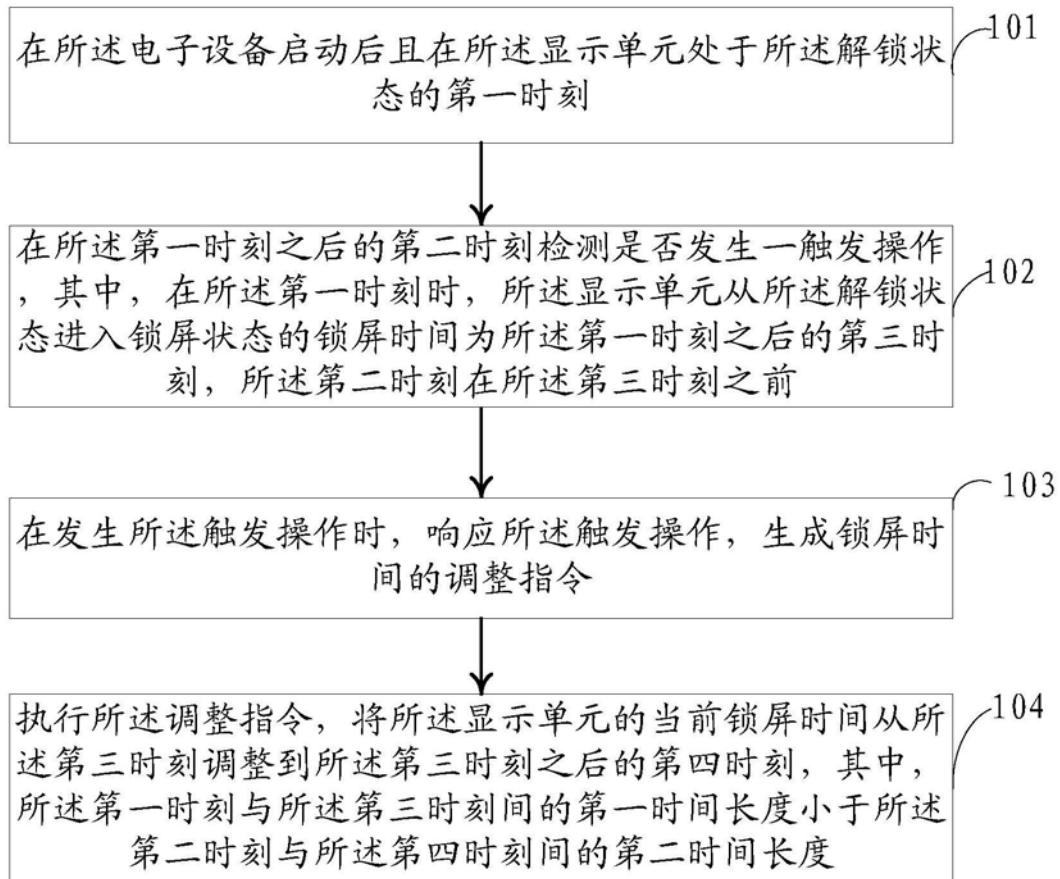 在所述电子设备启动后且在所述显示单元处于所述解锁状
态的第一时刻
101
在所述第一时刻之后的第二时刻检测是否发生一触发操作
，其中，在所述第一时刻时，所述显示单元从所述解锁状
态进入锁屏状态的锁屏时间为所述第一时刻之后的第三时
刻，所述第二时刻在所述第三时刻之前
102
在发生所述触发操作时，响应所述触发操作，生成锁屏时
间的调整指令
103
执行所述调整指令，将所述显示单元的当前锁屏时间从所
述第三时刻调整到所述第三时刻之后的第四时刻，其中，
所述第一时刻与所述第三时刻间的第一时间长度小于所述
第二时刻与所述第四时刻间的第二时间长度
104